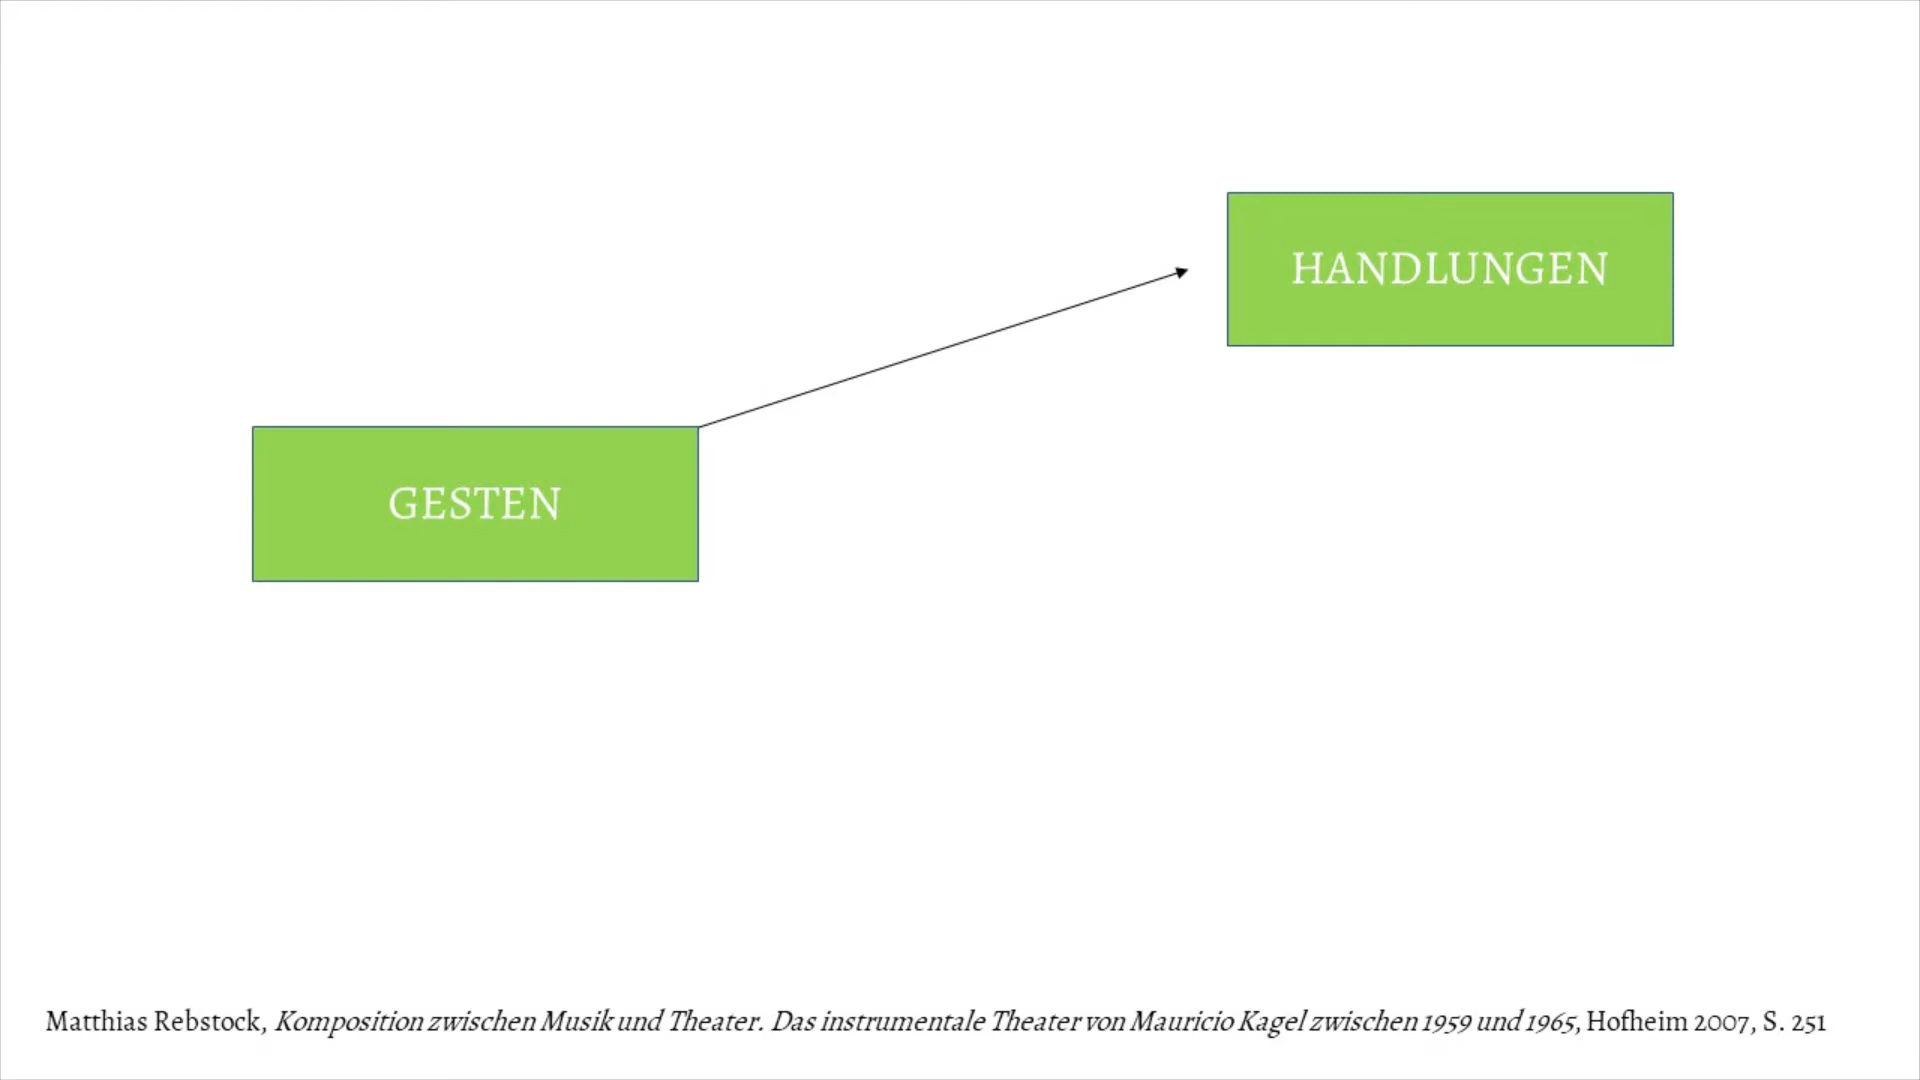 HANDLUNGEN
GESTEN
Matthias Rebstock, Komposition zwischen Musik und Theater. Das instrumentale Theater von Mauricio Kagel zwischen 1959 und 1965, Hofheim 2007, S. 251